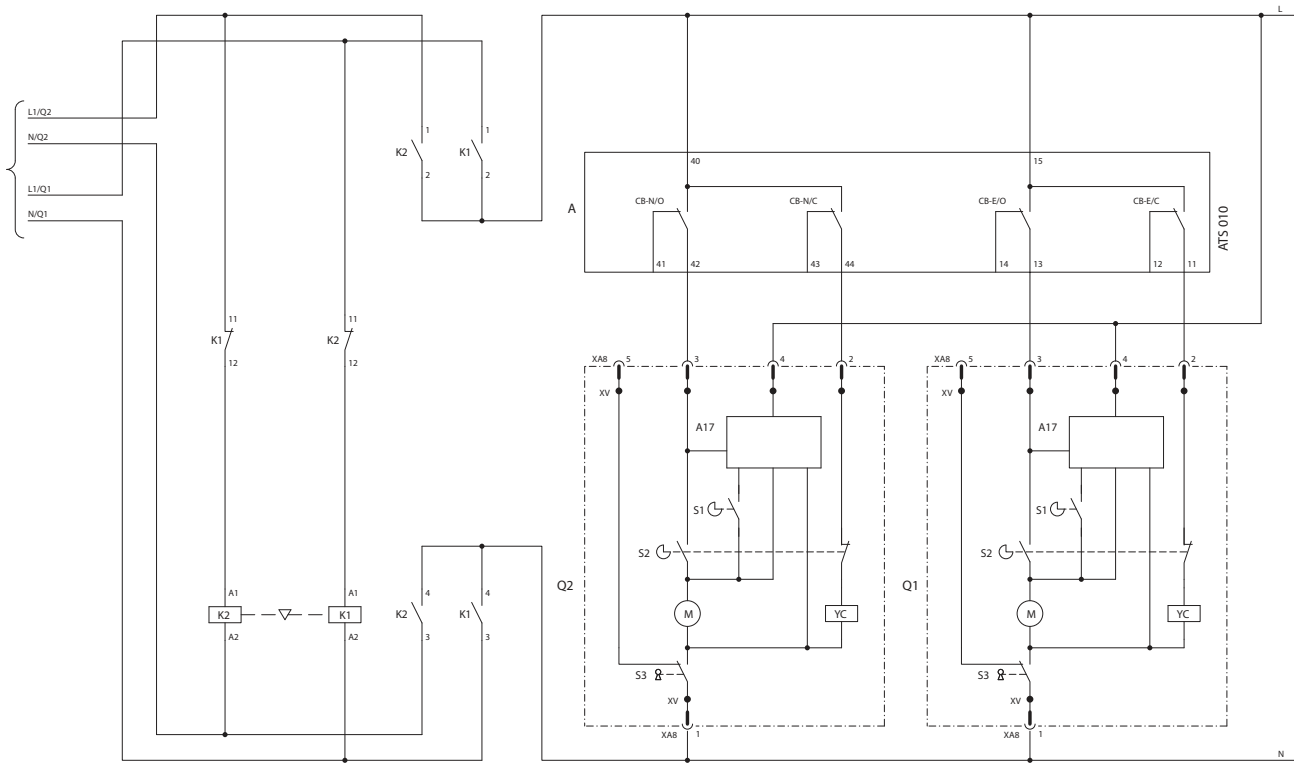 L
L1/Q2
N/Q2
L1/Q1
N/Q1
1 1
K2 K1
2 2
40 15
A
CB-N/O CB-N/C CB-E/O CB-E/C
ATS 010
41 42 43 44 14 13 12 11
11 11
K1 K2
12 12
XA8 5 3 4 2 XA8 5 3 4 2
XV XV
A17 A17
S1 S1
S2 S2
Q2 Q1
A1 A1 4 4
K2 K1 K2 K1 M YC M YC
A2 A2 3 3
S3 S3
XV XV
XA8 1 XA8 1
N